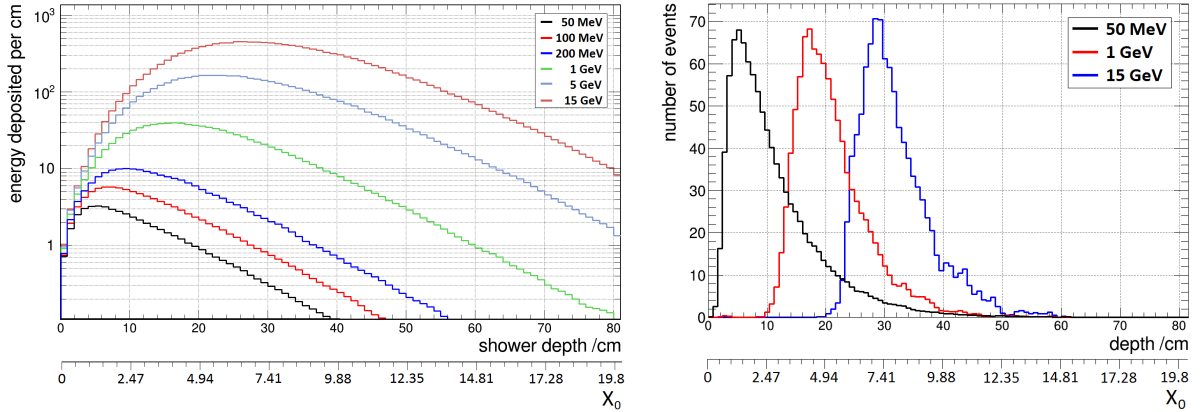 energy deposited per cm
10³
10²
10
1
50 MeV
100 MeV
200 MeV
1 GeV
5 GeV
15 GeV
0 10 20 30 40 50 60 70 80
shower depth /cm
0 2.47 4.94 7.41 9.88 12.35 14.81 17.28 19.8
X₀
number of events
70
60
50
40
30
20
10
0
50 MeV
1 GeV
15 GeV
0 10 20 30 40 50 60 70 80
depth /cm
0 2.47 4.94 7.41 9.88 12.35 14.81 17.28 19.8
X₀